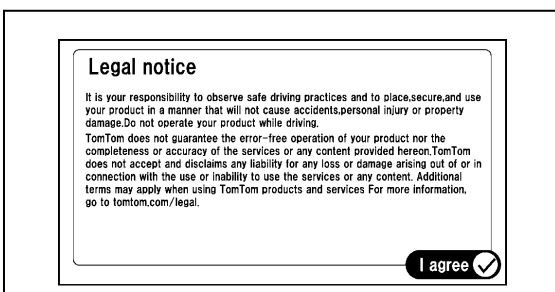 Legal notice
It is your responsibility to observe safe driving practices and to place,secure,and use
your product in a manner that will not cause accidents,personal injury or property
damage.Do not operate your product while driving.
TomTom does not guarantee the error-free operation of your product nor the
completeness or accuracy of the services or any content provided hereon.TomTom
does not accept and disclaims any liability for any loss or damage arising out of or in
connection with the use or inability to use the services or any content. Additional
terms may apply when using TomTom products and services For more information,
go to tomtom.com/legal.
I agree